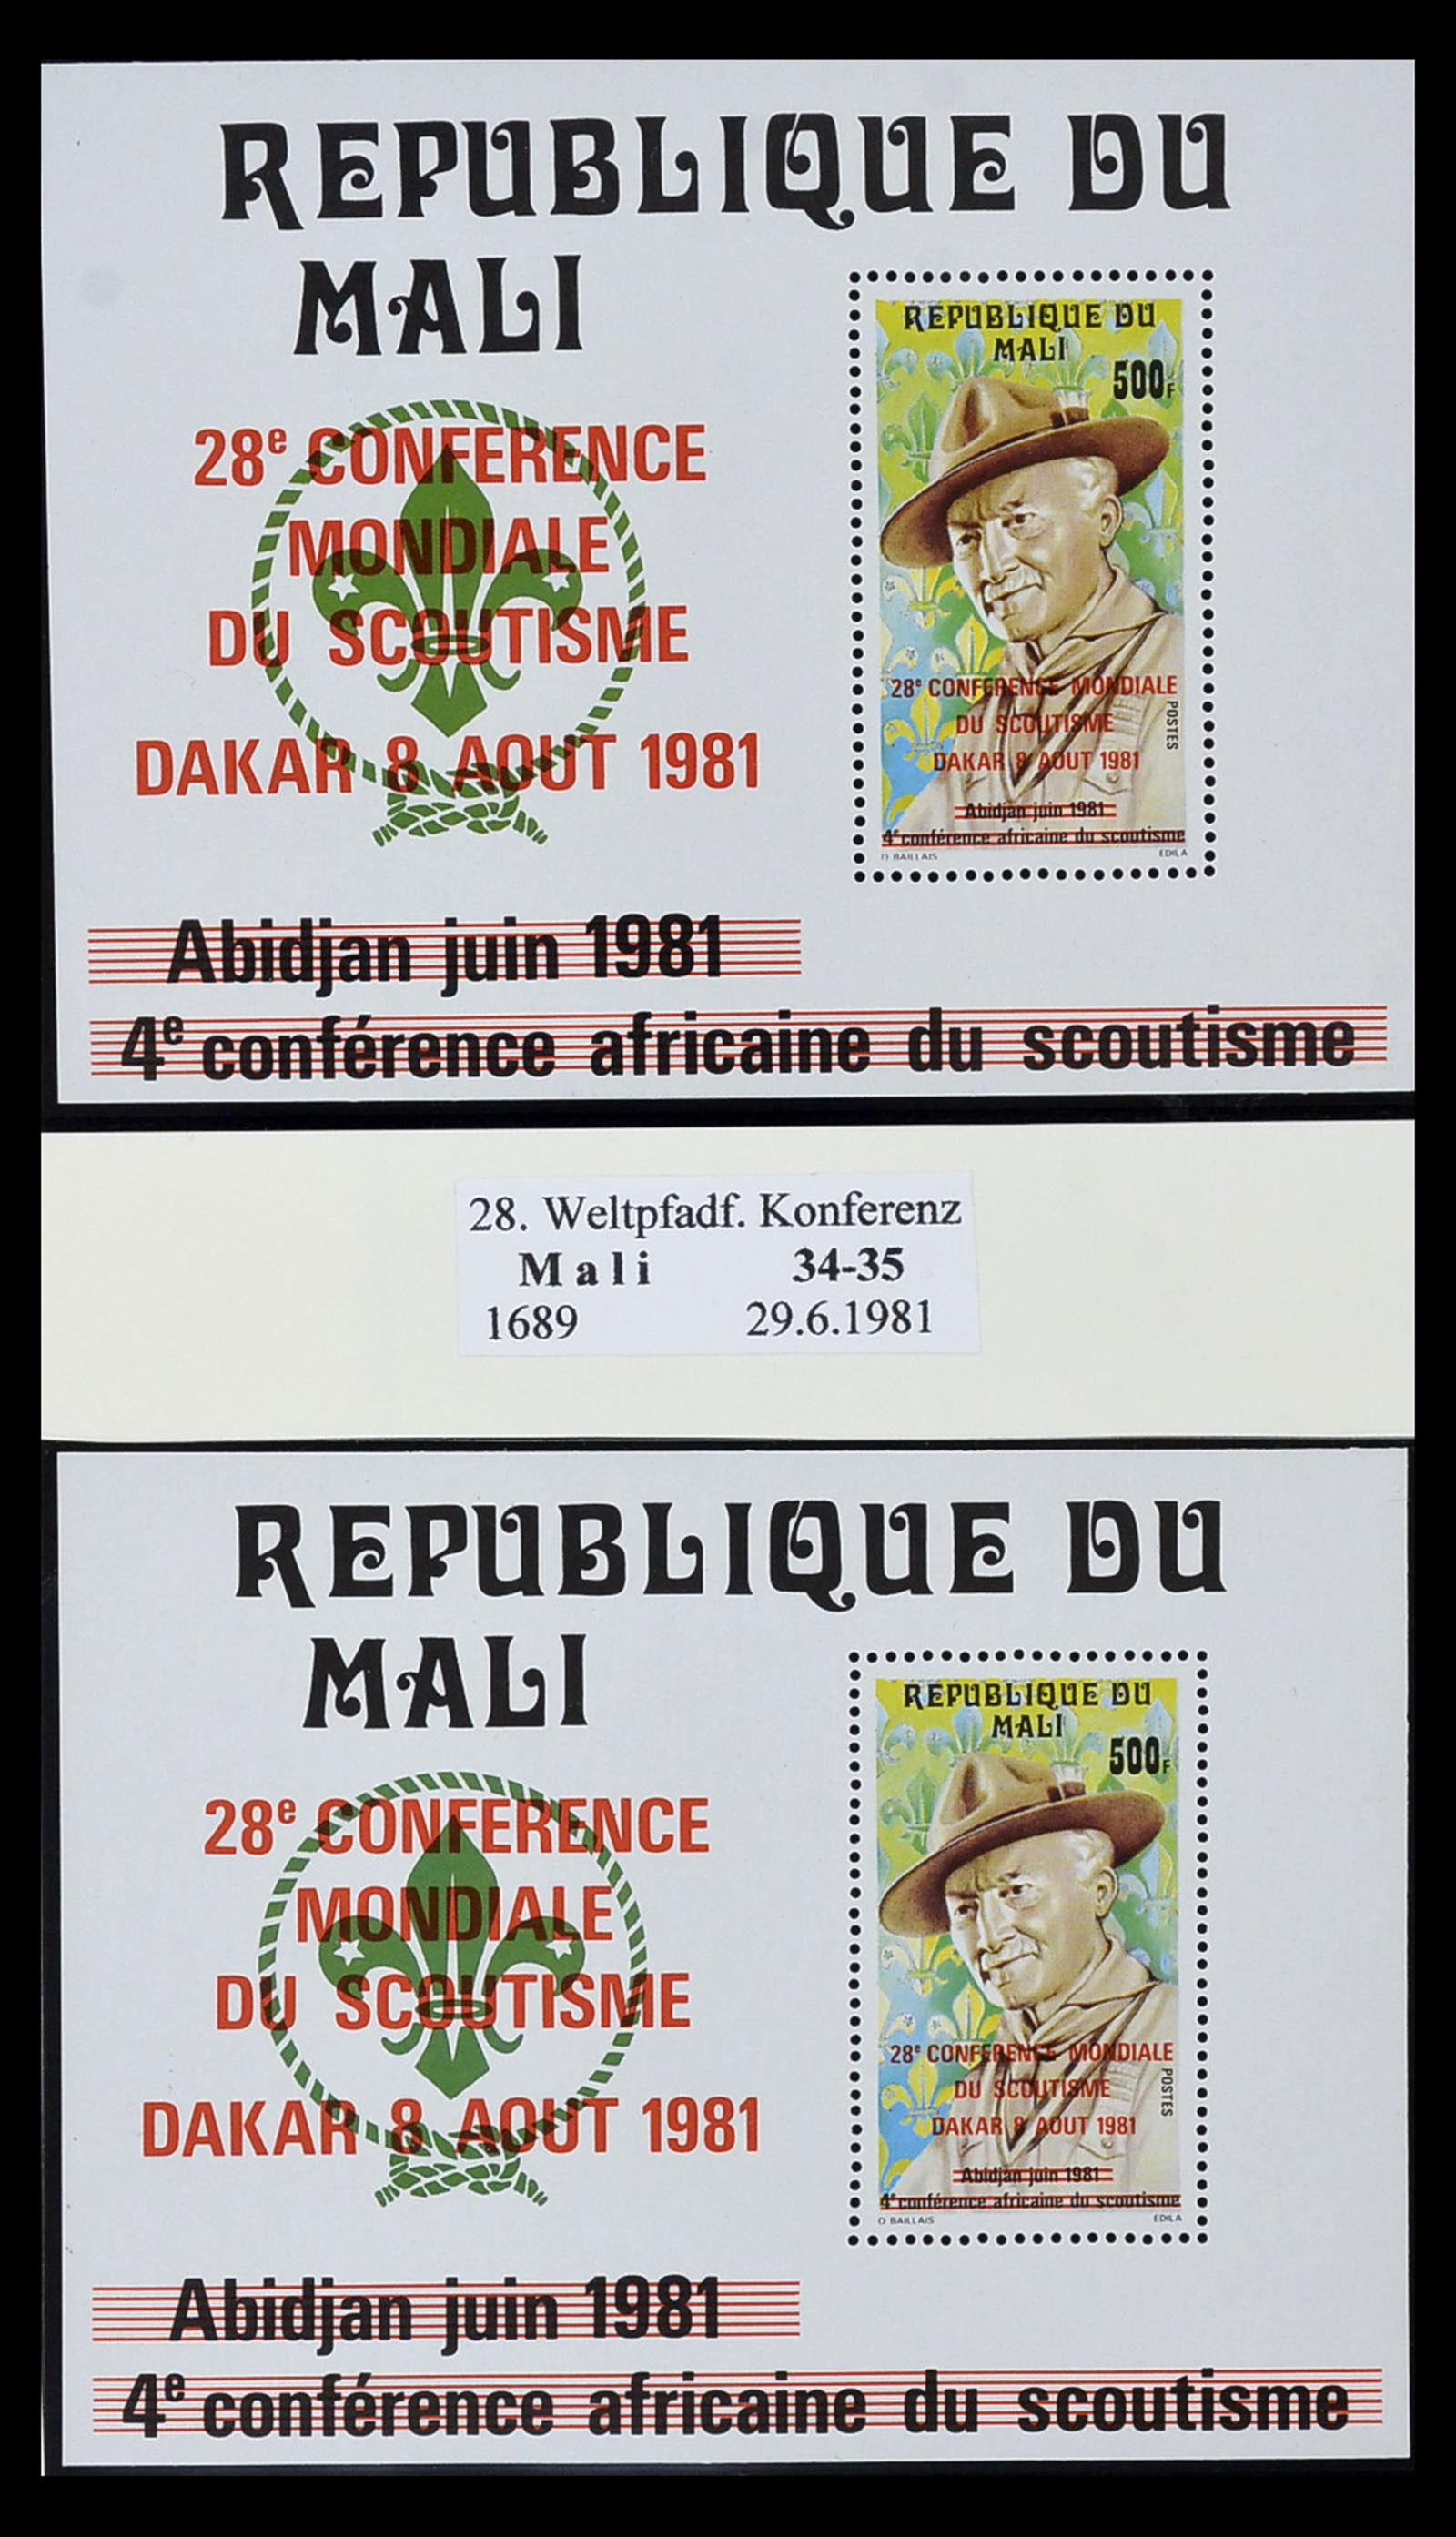 REPUBLIQUE DU
MALI
28e CONFERENCE
MONDIALE
DU SCOUTISME
DAKAR 8 AOUT 1981
REPUBLIQUE DU
MALI
500F
28e CONFERENCE MONDIALE
DU SCOUTISME
DAKAR 8 AOUT 1981
POSTES
Abidjan juin 1981
4e conférence africaine du scoutisme
O BAILLAIS EDILA
Abidjan juin 1981
4e conférence africaine du scoutisme
28. Weltpfadf. Konferenz
Mali 34-35
1689 29.6.1981
REPUBLIQUE DU
MALI
28e CONFERENCE
MONDIALE
DU SCOUTISME
DAKAR 8 AOUT 1981
REPUBLIQUE DU
MALI
500F
28e CONFERENCE MONDIALE
DU SCOUTISME
DAKAR 8 AOUT 1981
POSTES
Abidjan juin 1981
4e conférence africaine du scoutisme
O BAILLAIS EDILA
Abidjan juin 1981
4e conférence africaine du scoutisme